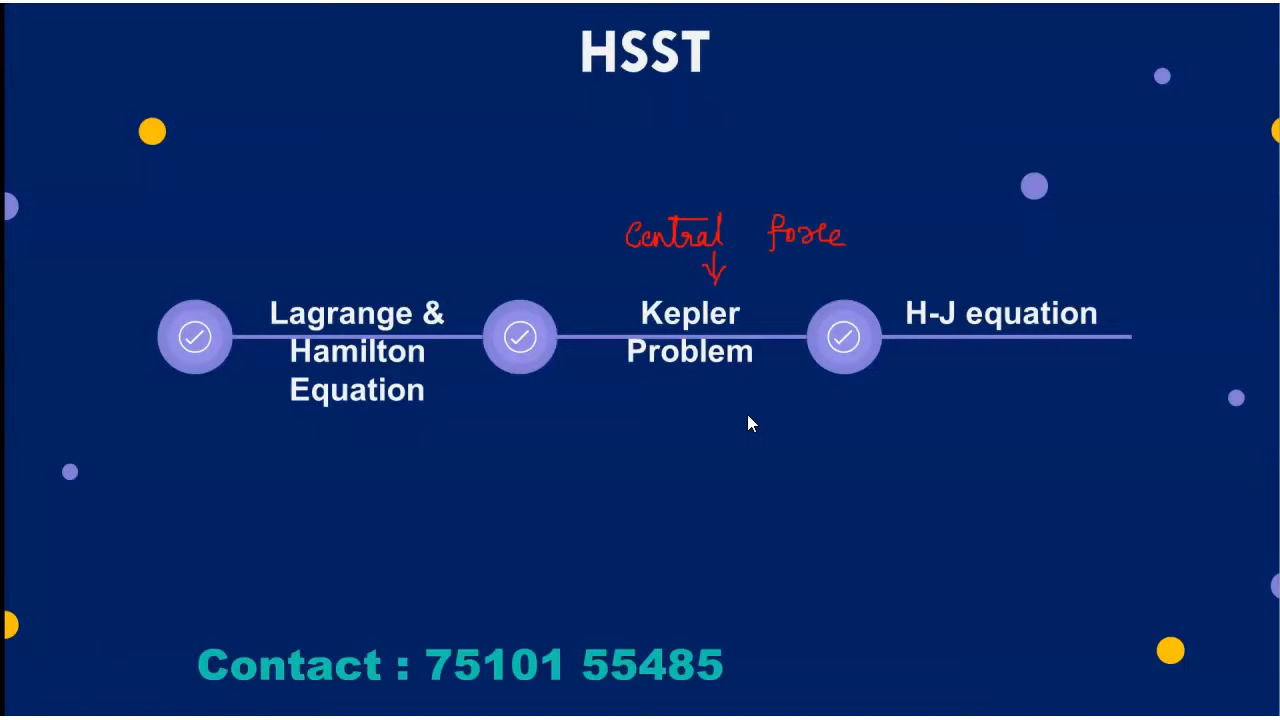 HSST
Central force
Lagrange &
Hamilton
Equation
Kepler
Problem
H-J equation
Contact : 75101 55485